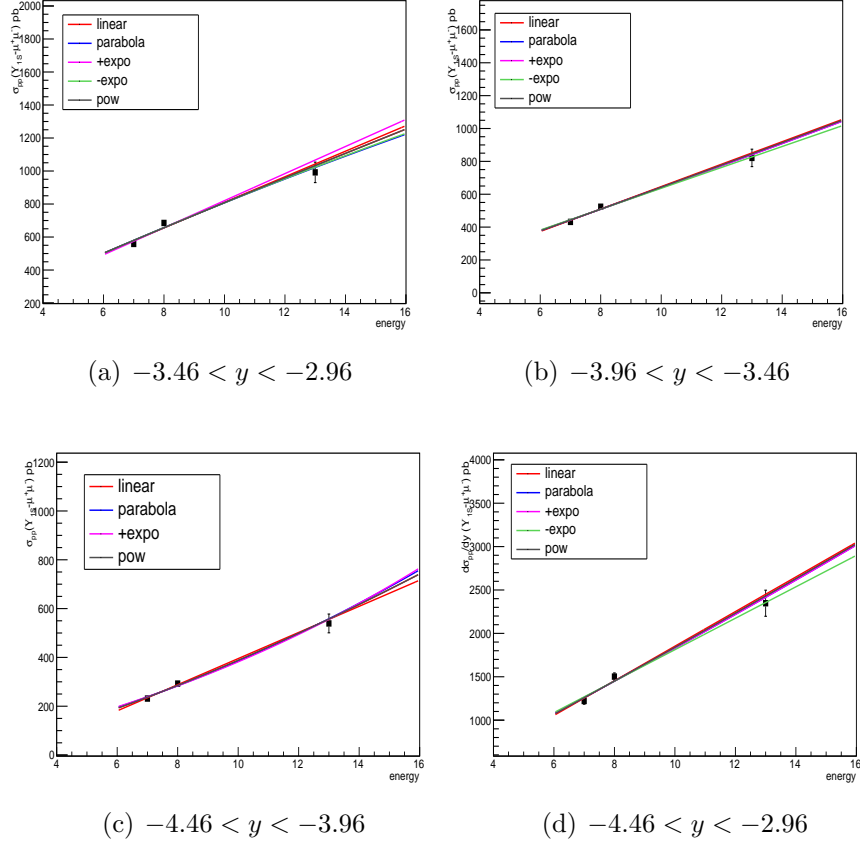 σpp(Υ1S-μ+μ-) pb
2000
1800
1600
1400
1200
1000
800
600
400
200
linear
parabola
+expo
-expo
pow
4 6 8 10 12 14 16
energy
(a) −3.46 < y < −2.96
σpp(Υ1S-μ+μ-) pb
1600
1400
1200
1000
800
600
400
200
0
linear
parabola
+expo
-expo
pow
4 6 8 10 12 14 16
energy
(b) −3.96 < y < −3.46
σpp(Υ1S-μ+μ-) pb
1200
1000
800
600
400
200
0
linear
parabola
+expo
pow
4 6 8 10 12 14 16
energy
(c) −4.46 < y < −3.96
dσpp/dy (Υ1S-μ+μ-) pb
4000
3500
3000
2500
2000
1500
1000
linear
parabola
+expo
-expo
pow
4 6 8 10 12 14 16
energy
(d) −4.46 < y < −2.96